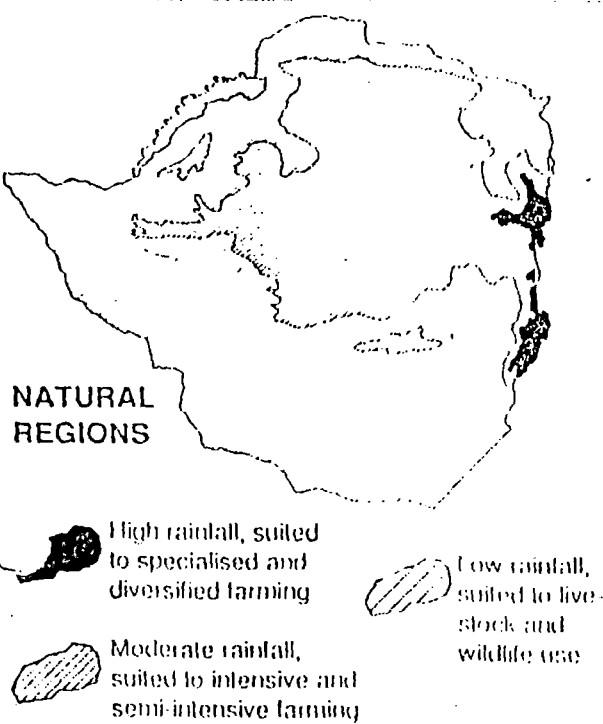 NATURAL
REGIONS
High rainfall, suited
to specialised and
diversified farming
Low rainfall,
suited to live-
stock and
wildlife use
Moderate rainfall,
suited to intensive and
semi-intensive farming